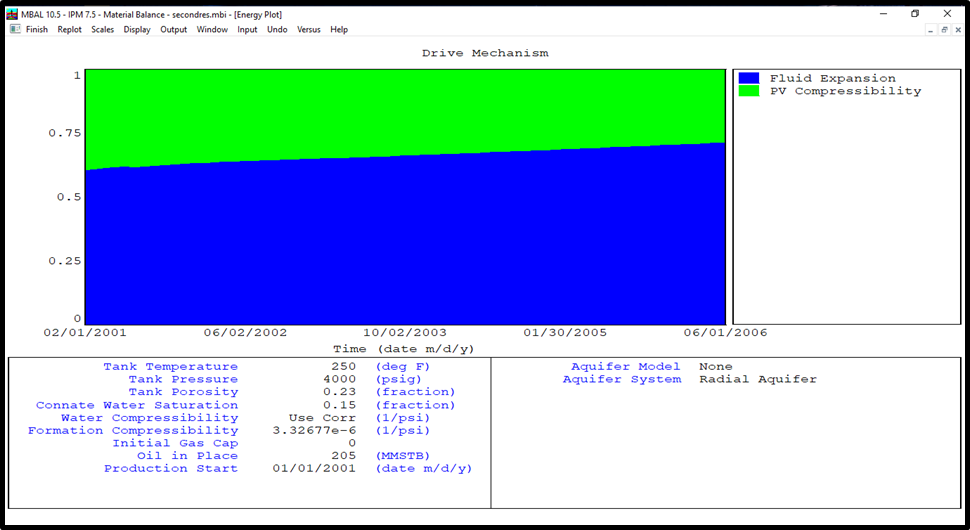 MBAL 10.5 - IPM 7.5 - Material Balance - secondres.mbi - [Energy Plot]
Finish Replot Scales Display Output Window Input Undo Versus Help
Drive Mechanism
1
0.75
0.5
0.25
0
02/01/2001 06/02/2002 10/02/2003 01/30/2005 06/01/2006
Time (date m/d/y)
Fluid Expansion
PV Compressibility
Tank Temperature 250 (deg F)
Tank Pressure 4000 (psig)
Tank Porosity 0.23 (fraction)
Connate Water Saturation 0.15 (fraction)
Water Compressibility Use Corr (1/psi)
Formation Compressibility 3.32677e-6 (1/psi)
Initial Gas Cap 0
Oil in Place 205 (MMSTB)
Production Start 01/01/2001 (date m/d/y)
Aquifer Model None
Aquifer System Radial Aquifer